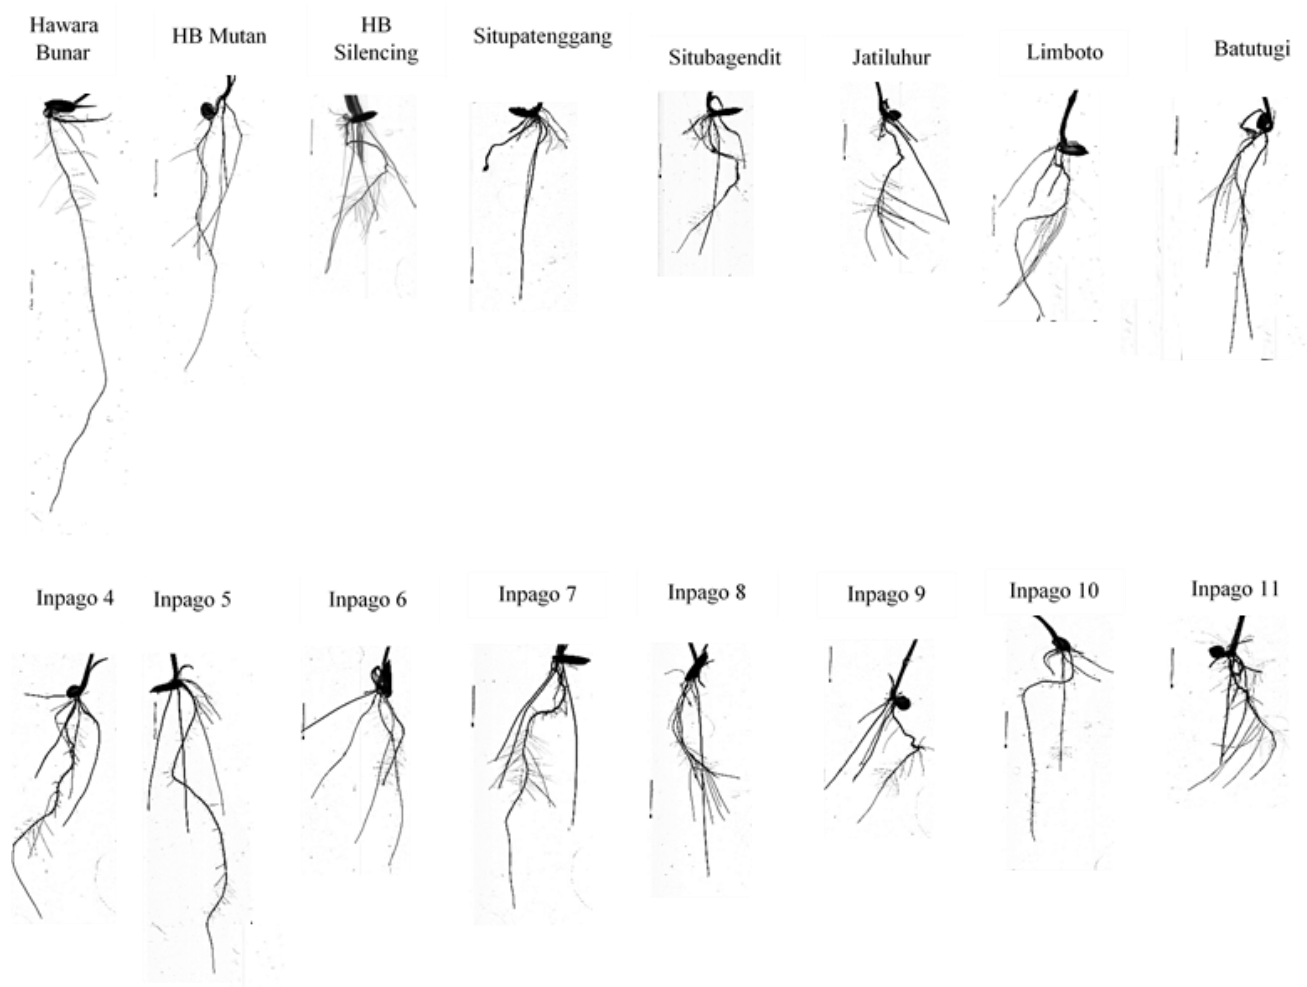 Hawara
Bunar
HB Mutan
HB
Silencing
Situpatenggang
Situbagendit
Jatiluhur
Limboto
Batutugi
Inpago 4
Inpago 5
Inpago 6
Inpago 7
Inpago 8
Inpago 9
Inpago 10
Inpago 11